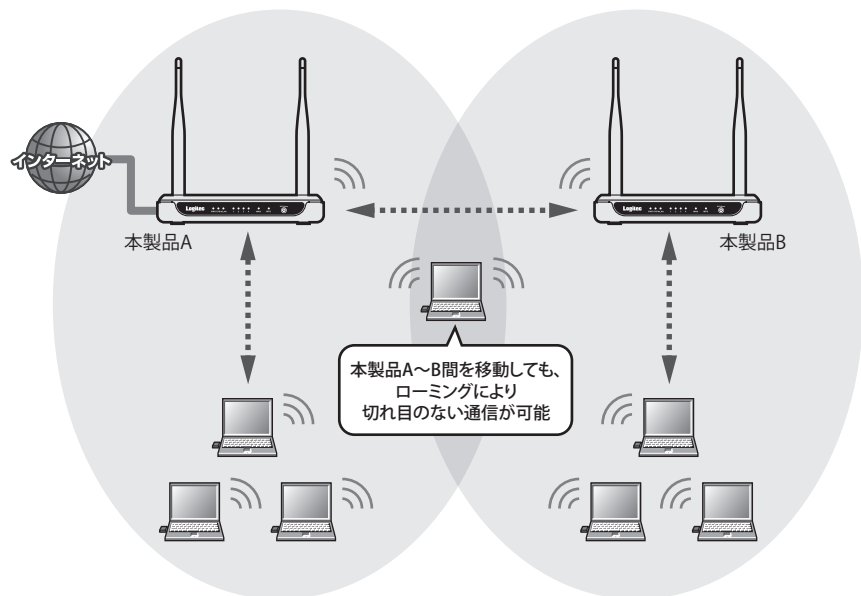 インターネット
Logitec
Logitec
本製品A
本製品B
本製品A～B間を移動しても、
ローミングにより
切れ目のない通信が可能